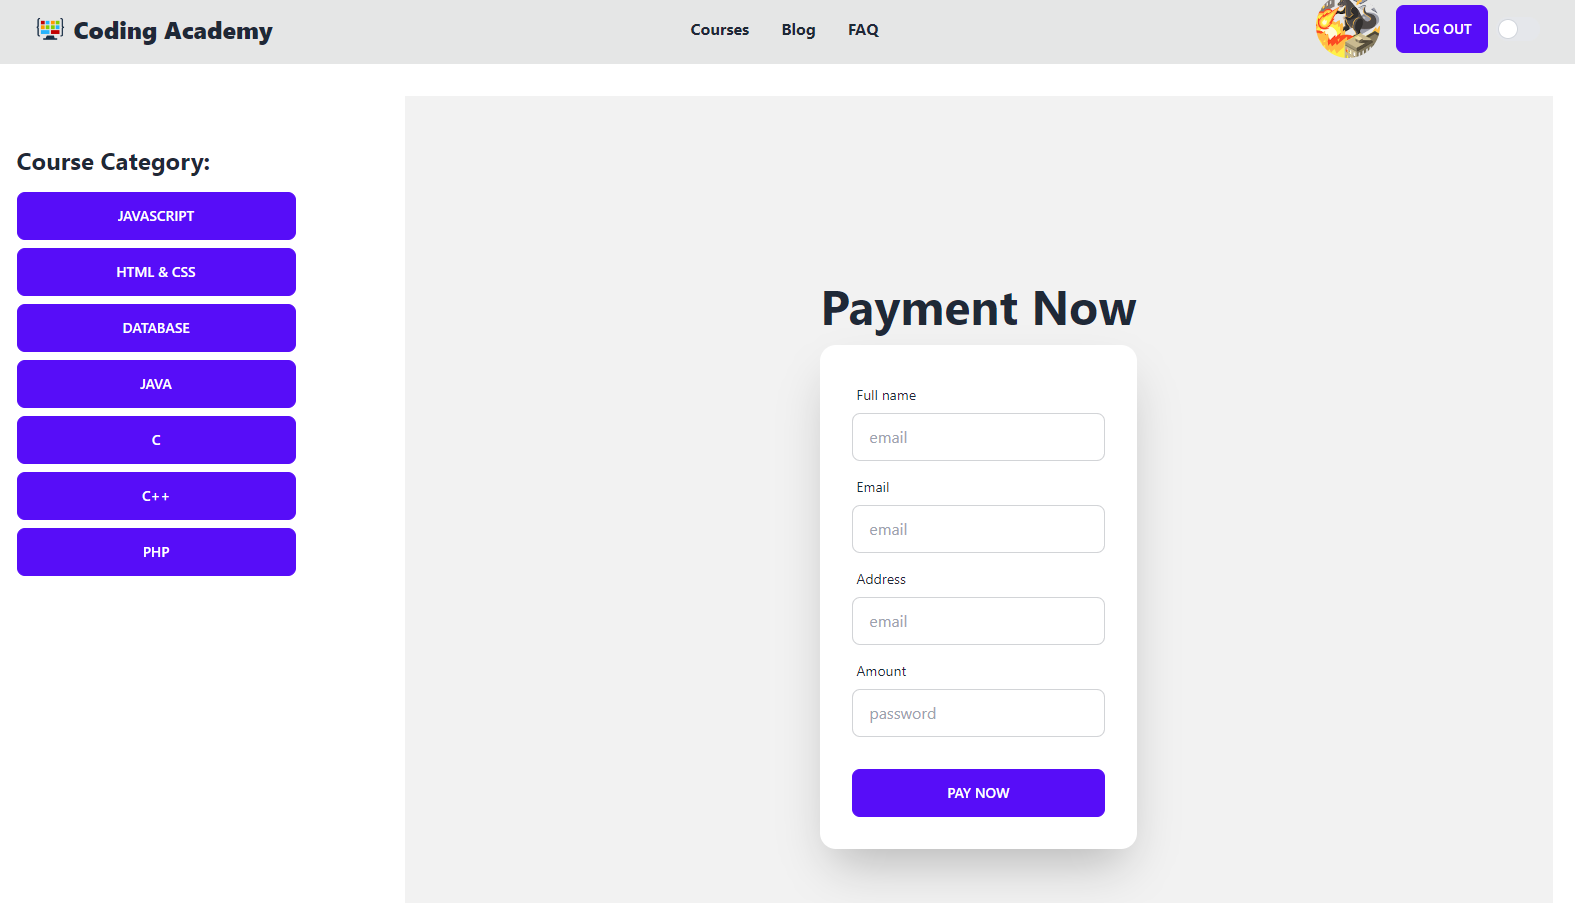 Coding Academy
Courses
Blog
FAQ
LOG OUT
Course Category:
JAVASCRIPT
HTML & CSS
DATABASE
JAVA
C
C++
PHP
Payment Now
Full name
email
Email
email
Address
email
Amount
password
PAY NOW